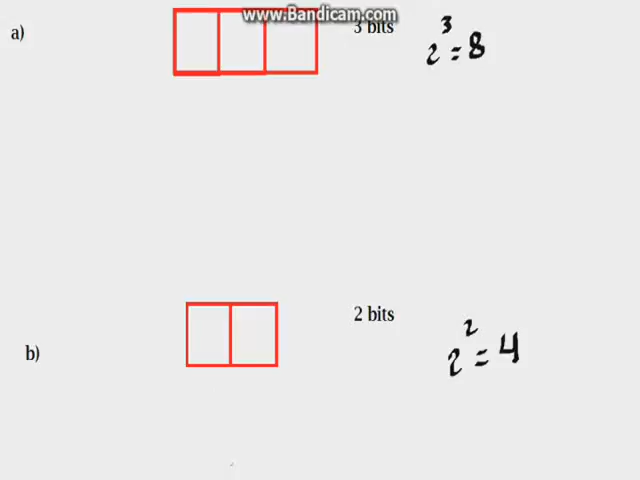 www.Bandicam.com
a) 3 bits 2³ = 8
2 bits
b) 2² = 4